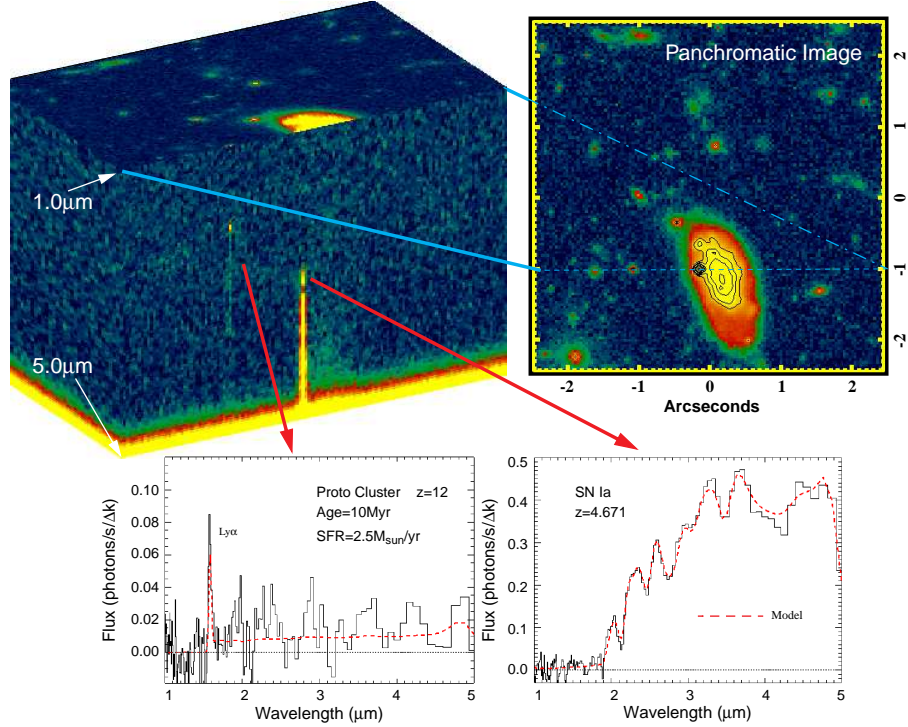 Panchromatic Image
2
1
0
-1
-2
-2 -1 0 1 2
Arcseconds
1.0μm
5.0μm
Flux (photons/s/Δk)
0.10
0.08
0.06
0.04
0.02
0.00
Lyα
Proto Cluster z=12
Age=10Myr
SFR=2.5M_sun/yr
1 2 3 4 5
Wavelength (μm)
Flux (photons/s/Δk)
0.5
0.4
0.3
0.2
0.1
0.0
SN Ia
z=4.671
Model
1 2 3 4 5
Wavelength (μm)